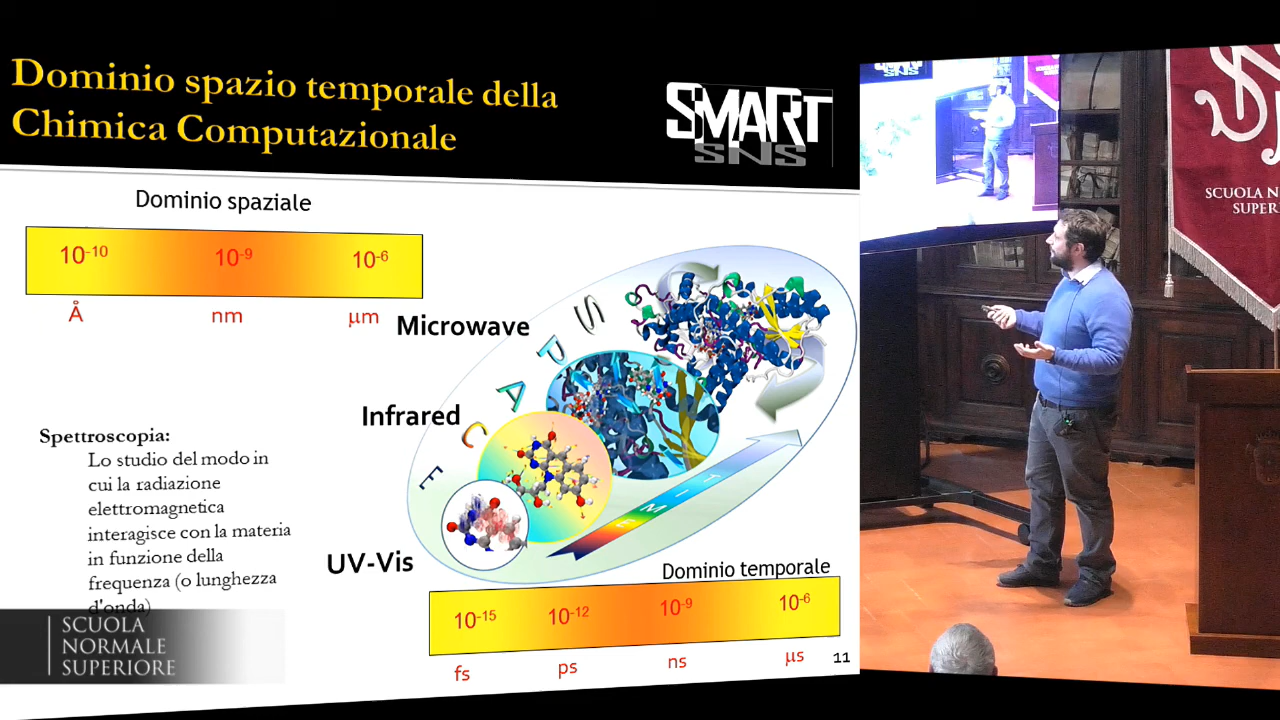 Dominio spazio temporale della
Chimica Computazionale
SMART
SNS
Dominio spaziale
10⁻¹⁰ 10⁻⁹ 10⁻⁶
Å nm µm
Microwave
Infrared
UV-Vis
S P A C E
T I M E
Spettroscopia:
Lo studio del modo in
cui la radiazione
elettromagnetica
interagisce con la materia
in funzione della
frequenza (o lunghezza
d'onda)
Dominio temporale
10⁻¹⁵ 10⁻¹² 10⁻⁹ 10⁻⁶
fs ps ns µs
11
SCUOLA
NORMALE
SUPERIORE
SNS
SCUOLA N
SUPER